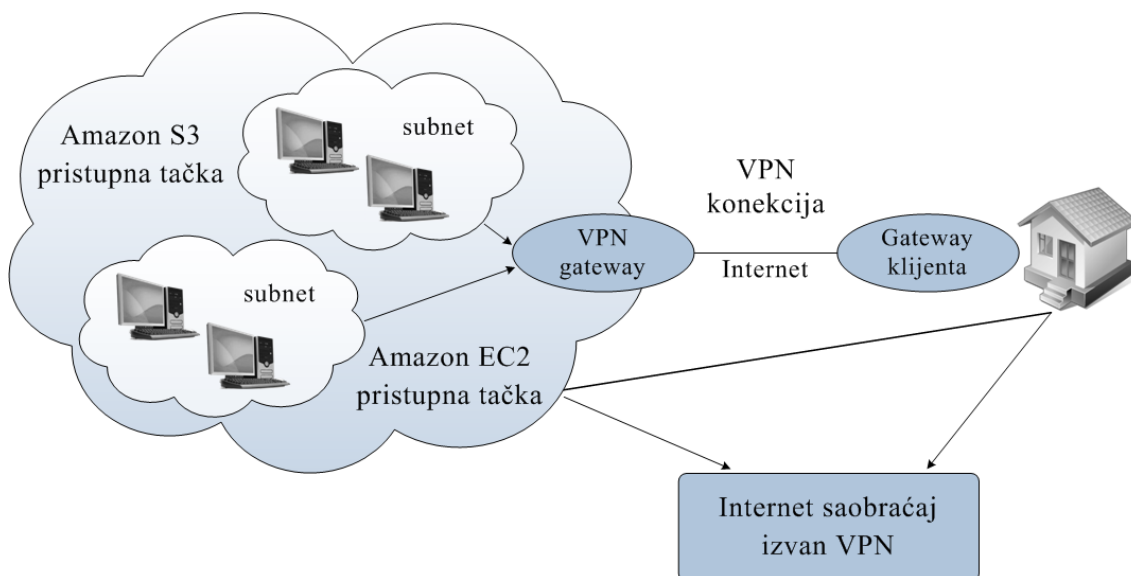 Amazon S3
pristupna tačka
subnet
subnet
Amazon EC2
pristupna tačka
VPN
gateway
VPN
konekcija
Internet
Gateway
klijenta
Internet saobraćaj
izvan VPN